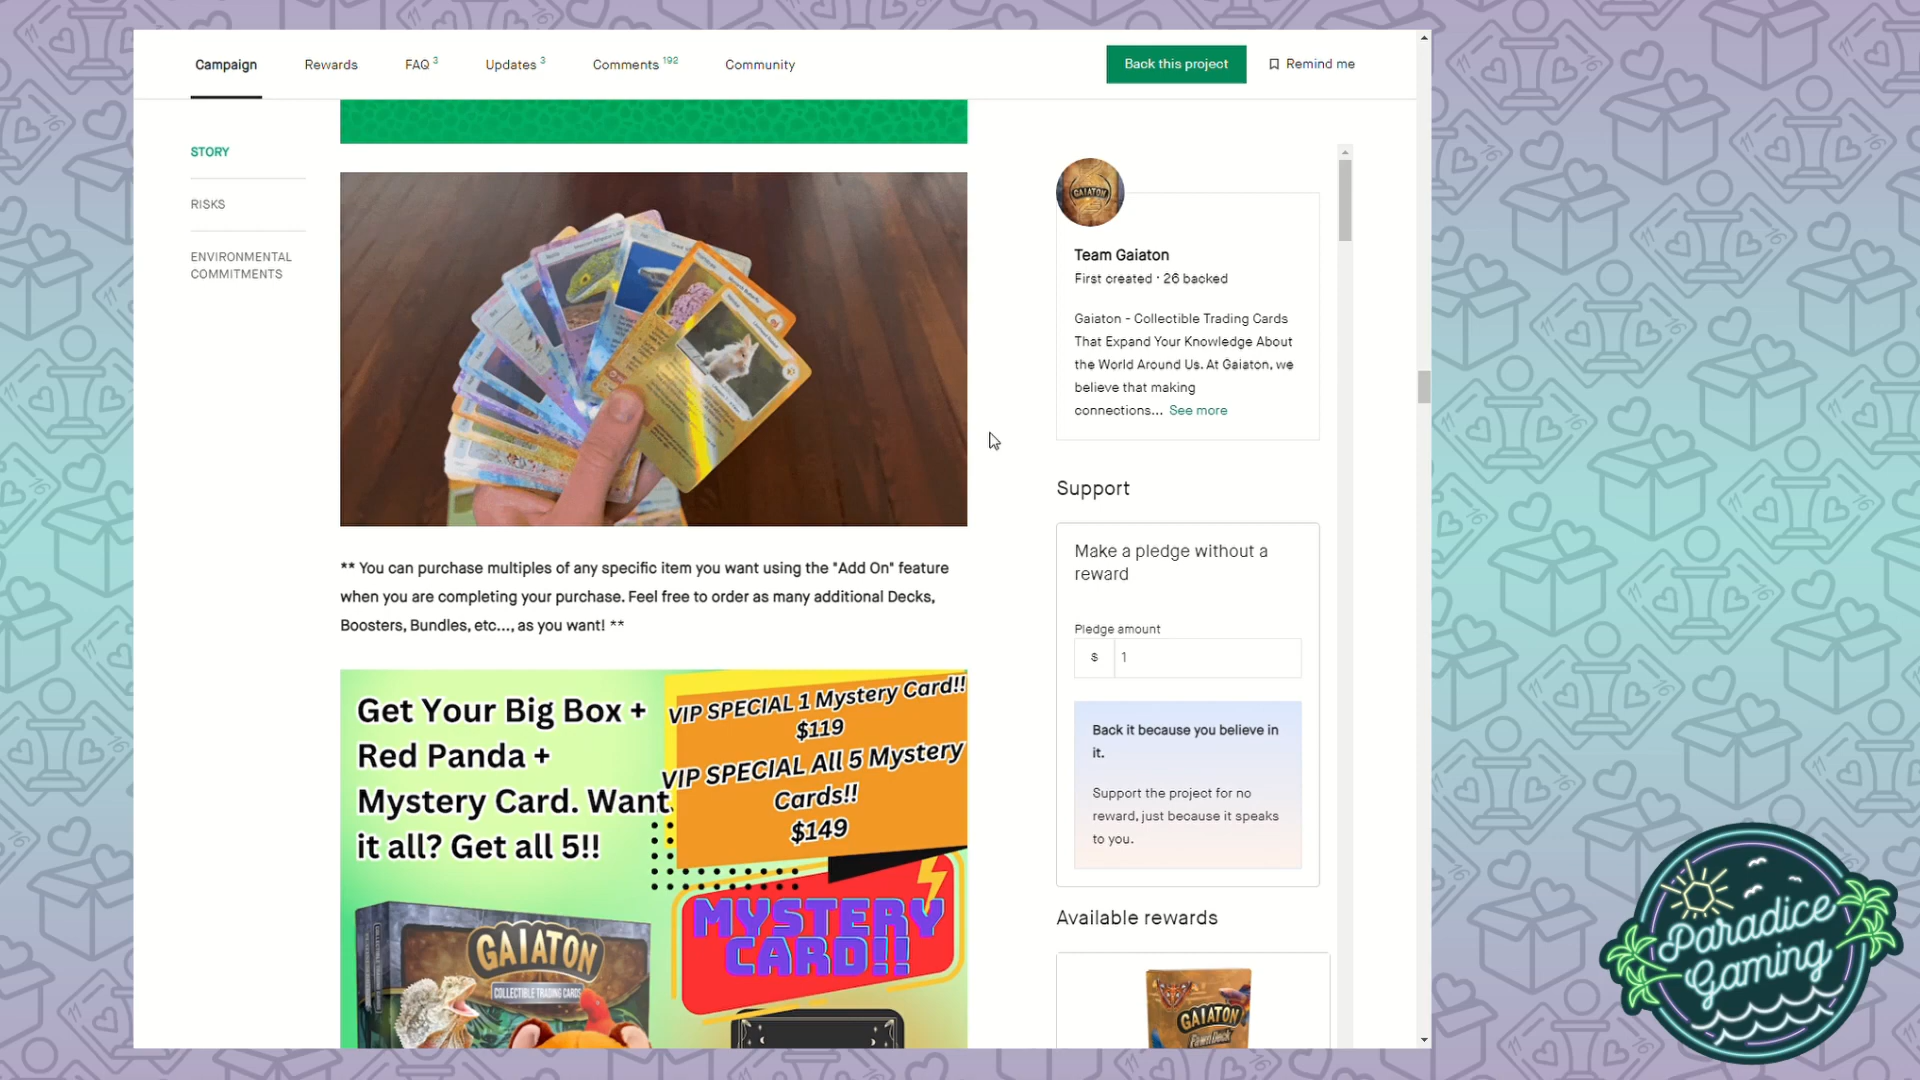 Campaign
Rewards
FAQ 3
Updates 3
Comments 192
Community
Back this project
Remind me
STORY
RISKS
ENVIRONMENTAL
COMMITMENTS
** You can purchase multiples of any specific item you want using the "Add On" feature
when you are completing your purchase. Feel free to order as many additional Decks,
Boosters, Bundles, etc..., as you want! **
Get Your Big Box +
Red Panda +
Mystery Card. Want
it all? Get all 5!!
VIP SPECIAL 1 Mystery Card!!
$119
VIP SPECIAL All 5 Mystery
Cards!!
$149
MYSTERY
CARD!!
GAIATON
COLLECTIBLE TRADING CARDS
GAIATON
Team Gaiaton
First created · 26 backed
Gaiaton - Collectible Trading Cards
That Expand Your Knowledge About
the World Around Us. At Gaiaton, we
believe that making
connections... See more
Support
Make a pledge without a
reward
Pledge amount
$ 1
Back it because you believe in
it.
Support the project for no
reward, just because it speaks
to you.
Available rewards
GAIATON
Paradice
Gaming